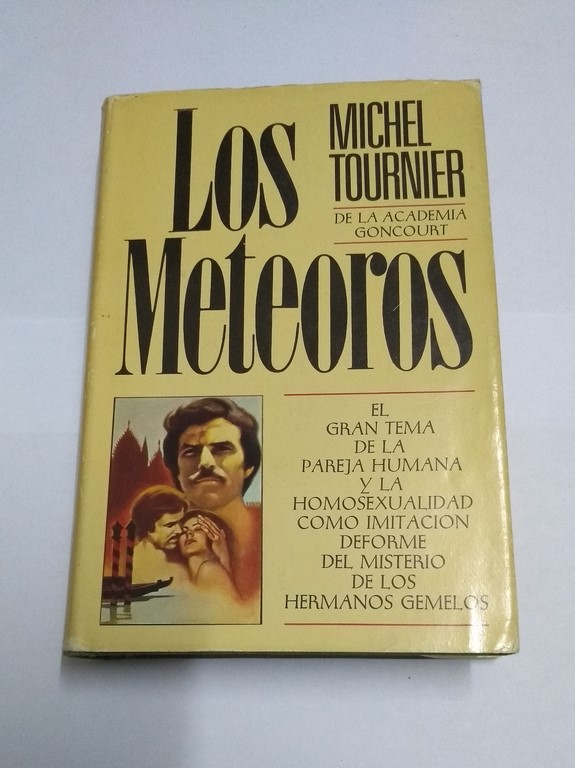 Los
Meteoros
MICHEL
TOURNIER
DE LA ACADEMIA
GONCOURT
EL
GRAN TEMA
DE LA
PAREJA HUMANA
Y LA
HOMOSEXUALIDAD
COMO IMITACION
DEFORME
DEL MISTERIO
DE LOS
HERMANOS GEMELOS